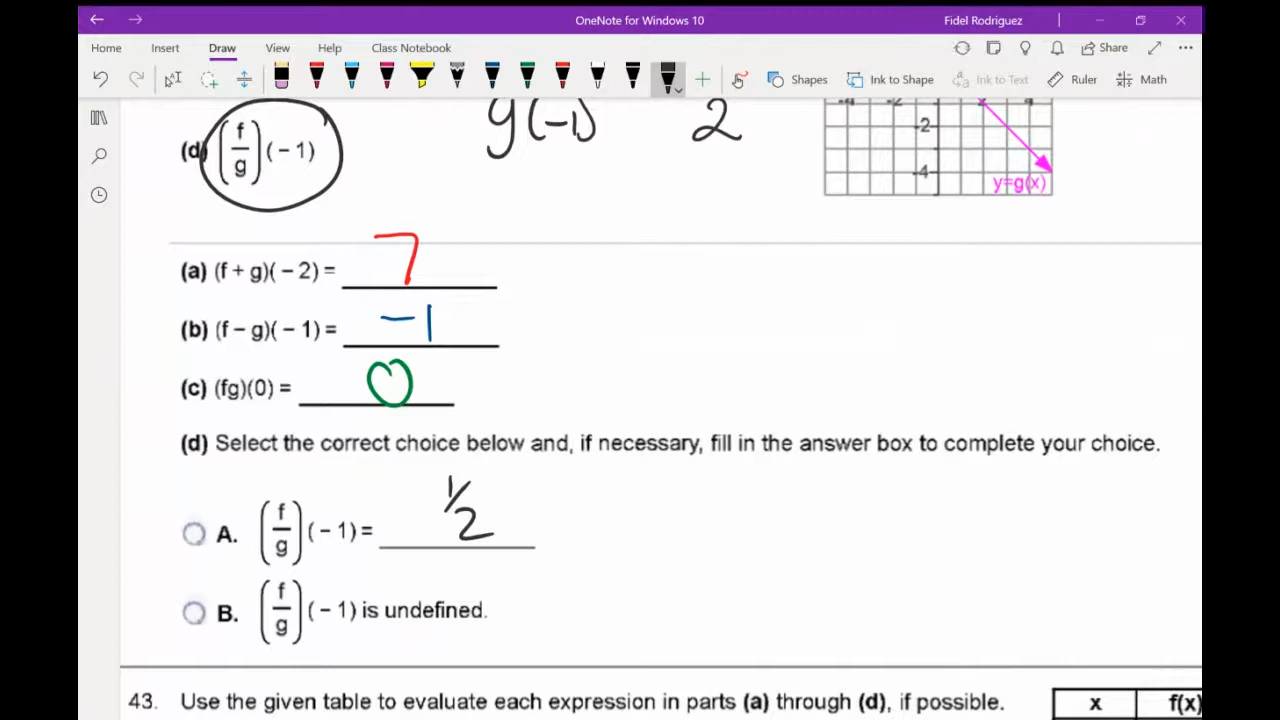 OneNote for Windows 10
Fidel Rodriguez
Home Insert Draw View Help Class Notebook Share
Shapes Ink to Shape Ink to Text Ruler Math
(d) (f/g)(−1)
g(−1) 2
-4 -2 4
-2
-4
y=g(x)
(a) (f + g)(−2) = 7
(b) (f − g)(−1) = −1
(c) (fg)(0) = 0
(d) Select the correct choice below and, if necessary, fill in the answer box to complete your choice.
A. (f/g)(−1) = 1/2
B. (f/g)(−1) is undefined.
43. Use the given table to evaluate each expression in parts (a) through (d), if possible.
x f(x)